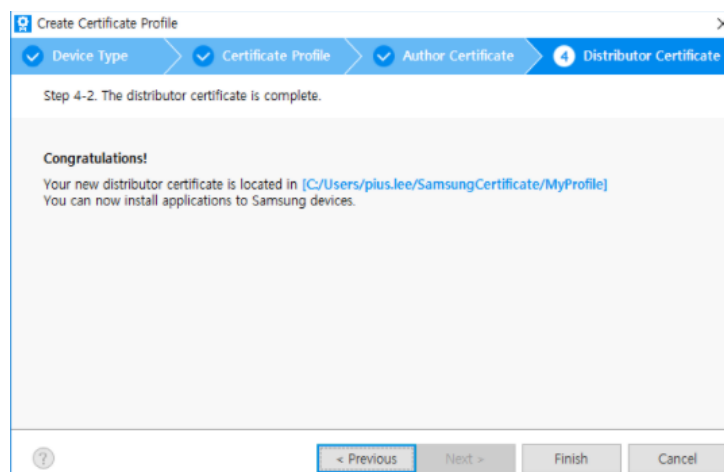 Create Certificate Profile
Device Type
Certificate Profile
Author Certificate
4 Distributor Certificate
Step 4-2. The distributor certificate is complete.
Congratulations!
Your new distributor certificate is located in [C:/Users/pius.lee/SamsungCertificate/MyProfile]
You can now install applications to Samsung devices.
?
< Previous
Next >
Finish
Cancel